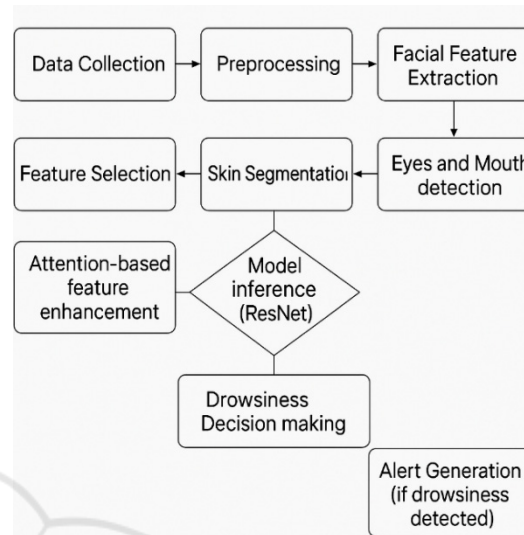 Data Collection
Preprocessing
Facial Feature
Extraction
Eyes and Mouth
detection
Skin Segmentatioı
Feature Selection
Attention-based
feature
enhancement
Model
inference
(ResNet)
Drowsiness
Decision making
Alert Generation
(if drowsiness
detected)